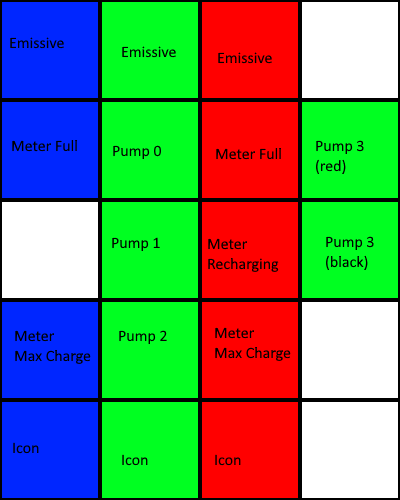 Emissive
Emissive
Emissive
Meter Full
Pump 0
Meter Full
Pump 3
(red)
Pump 1
Meter
Recharging
Pump 3
(black)
Meter
Max Charge
Pump 2
Meter
Max Charge
Icon
Icon
Icon